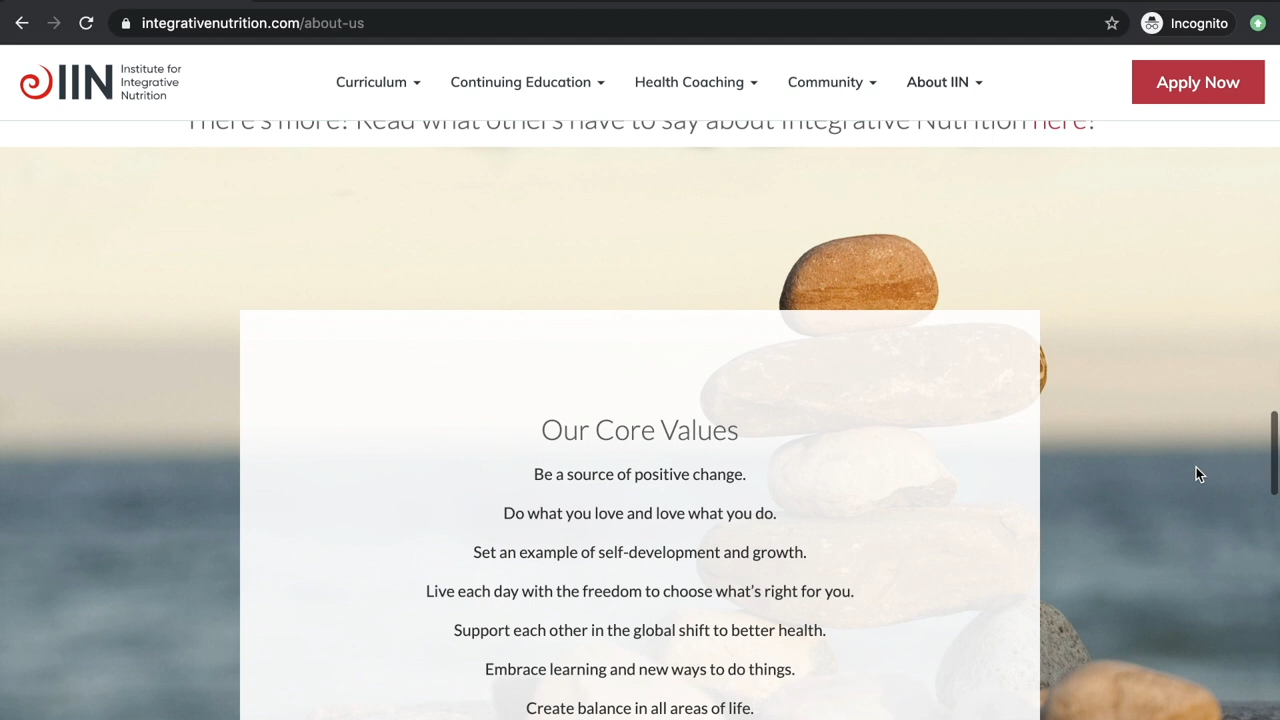 integrativenutrition.com/about-us
Incognito
IIN
Institute for
Integrative
Nutrition
Curriculum
Continuing Education
Health Coaching
Community
About IIN
Apply Now
There's more! Read what others have to say about Integrative Nutrition here!
Our Core Values
Be a source of positive change.
Do what you love and love what you do.
Set an example of self-development and growth.
Live each day with the freedom to choose what's right for you.
Support each other in the global shift to better health.
Embrace learning and new ways to do things.
Create balance in all areas of life.